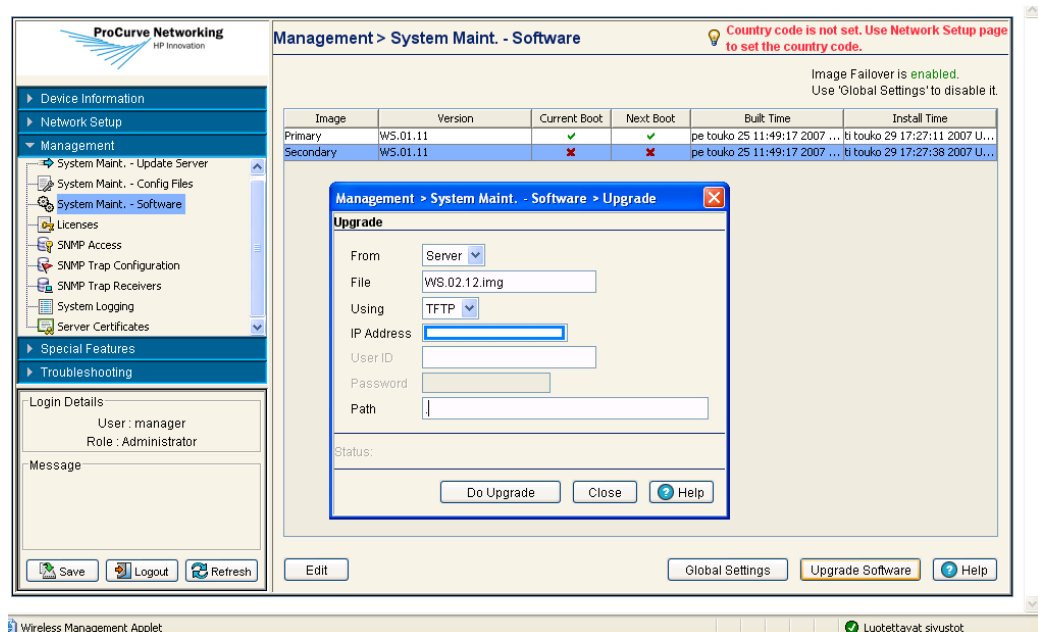 ProCurve Networking
HP Innovation
Management > System Maint. - Software
Country code is not set. Use Network Setup page
to set the country code.
Image Failover is enabled.
Use 'Global Settings' to disable it.
Device Information
Network Setup
Management
System Maint. - Update Server
System Maint. - Config Files
System Maint. - Software
Licenses
SNMP Access
SNMP Trap Configuration
SNMP Trap Receivers
System Logging
Server Certificates
Special Features
Troubleshooting
Login Details
User : manager
Role : Administrator
Message
Save Logout Refresh
Image Version Current Boot Next Boot Built Time Install Time
Primary WS.01.11 pe touko 25 11:49:17 2007 ... ti touko 29 17:27:11 2007 U...
Secondary WS.01.11 pe touko 25 11:49:17 2007 ... ti touko 29 17:27:38 2007 U...
Management > System Maint. - Software > Upgrade
Upgrade
From Server
File WS.02.12.img
Using TFTP
IP Address
User ID
Password
Path .
Status:
Do Upgrade Close Help
Edit Global Settings Upgrade Software Help
Wireless Management Applet Luotettavat sivustot